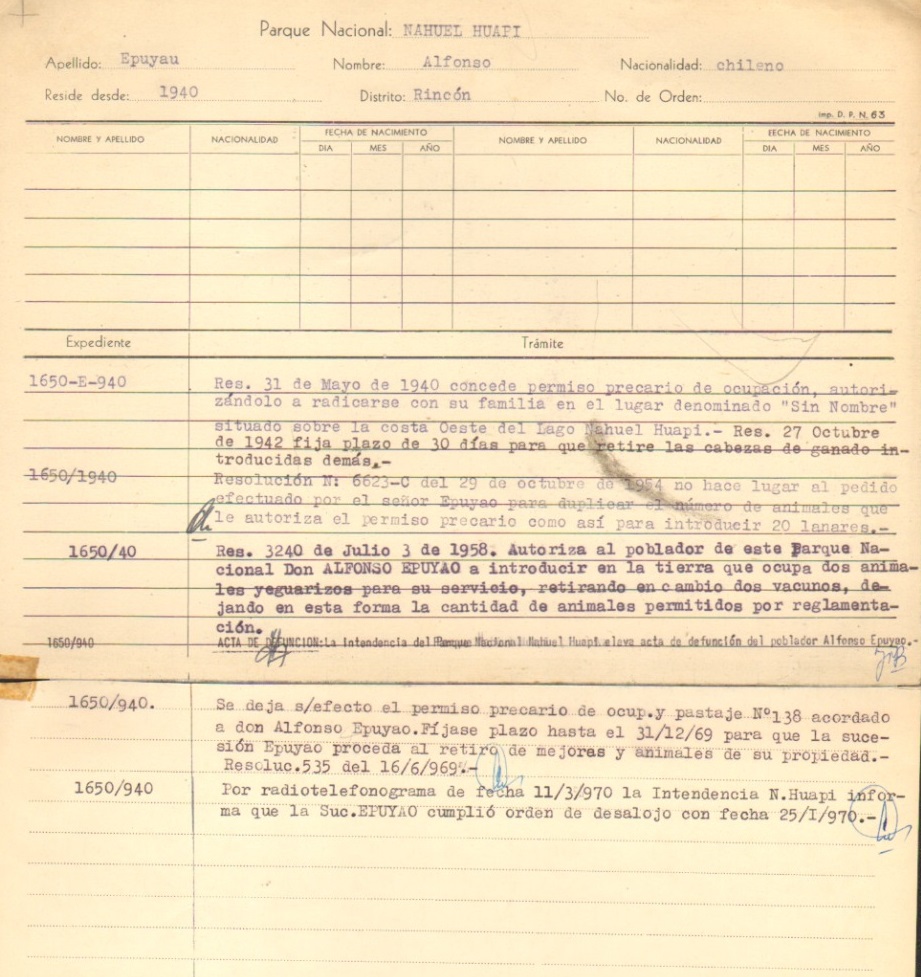 Parque Nacional: NAHUEL HUAPI
Apellido: Epuyau Nombre: Alfonso Nacionalidad: chileno
Reside desde: 1940 Distrito: Rincón No. de Orden:
Imp. D. P. N. 63
NOMBRE Y APELLIDO NACIONALIDAD FECHA DE NACIMIENTO NOMBRE Y APELLIDO NACIONALIDAD FECHA DE NACIMIENTO
DIA MES AÑO DIA MES AÑO
Expediente Trámite
1650-E-940 Res. 31 de Mayo de 1940 concede permiso precario de ocupación, autori-
zándolo a radicarse con su familia en el lugar denominado "Sin Nombre"
situado sobre la costa Oeste del Lago Nahuel Huapi.- Res. 27 Octubre
de 1942 fija plazo de 30 días para que retire las cabezas de ganado in-
troducidas demás.-
1650/1940 Resolución N: 6623-C del 29 de octubre de 1954 no hace lugar al pedido
efectuado por el señor Epuyao para duplicar el número de animales que
le autoriza el permiso precario como así para introducir 20 lanares.-
1650/40 Res. 3240 de Julio 3 de 1958. Autoriza al poblador de este Parque Na-
cional Don ALFONSO EPUYAO a introducir en la tierra que ocupa dos anima-
les yeguarizos para su servicio, retirando en cambio dos vacunos, de-
jando en esta forma la cantidad de animales permitidos por reglamenta-
ción.
1650/940 ACTA DE DEFUNCION:La Intendencia del Parque Nacional Nahuel Huapi eleva acta de defunción del poblador Alfonso Epuyao.-
1650/940. Se deja s/efecto el permiso precario de ocup.y pastaje Nº138 acordado
a don Alfonso Epuyao.Fíjase plazo hasta el 31/12/69 para que la suce-
sión Epuyao proceda al retiro de mejoras y animales de su propiedad.-
Resoluc.535 del 16/6/969.-
1650/940 Por radiotelefonograma de fecha 11/3/970 la Intendencia N.Huapi infor-
ma que la Suc.EPUYAO cumplió orden de desalojo con fecha 25/I/970.-